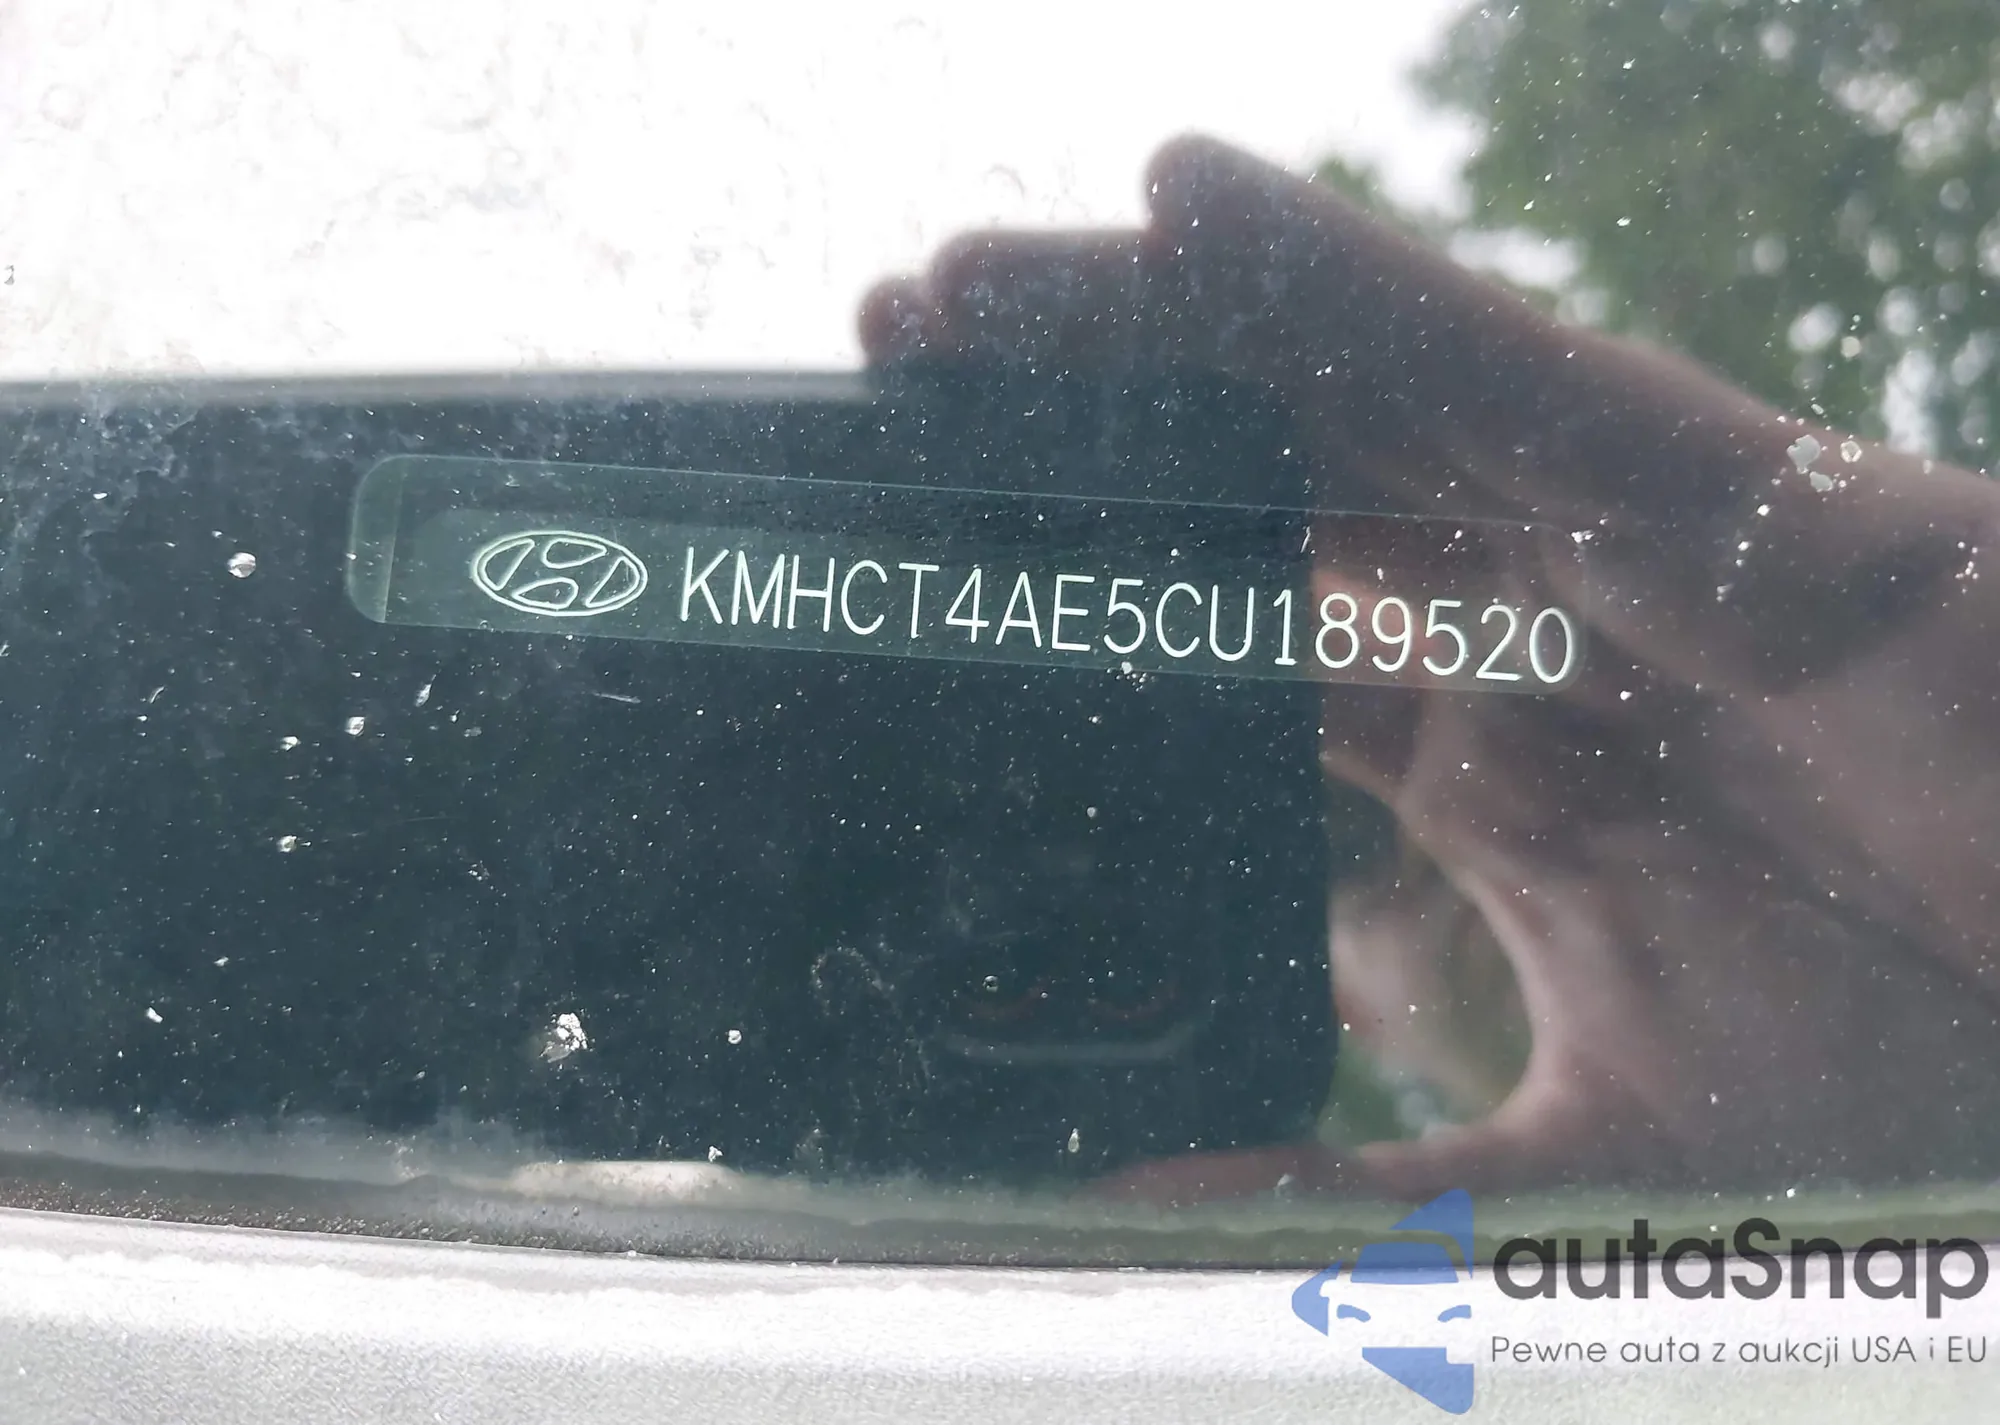 KMHCT4AE5CU189520
autaSnap
Pewne auta z aukcji USA i EU